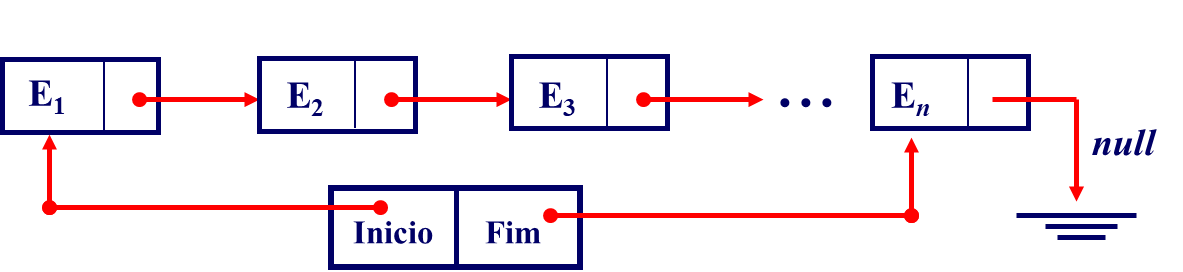 E1 E2 E3 ... En
null
Inicio Fim